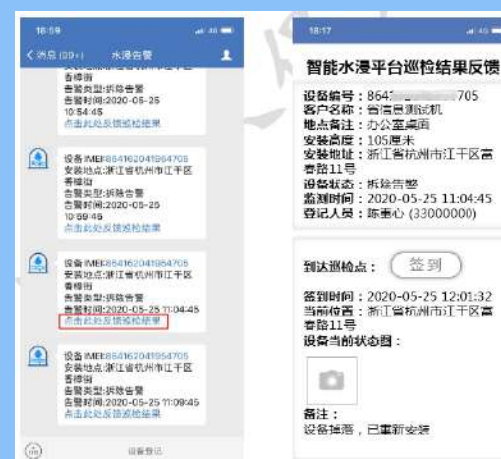 16:59
4G
消息(99+)
水浸告警
香樟街
告警类型:拆除告警
告警时间:2020-05-25
10:54:45
点击此处反馈巡检结果
设备IMEI:864162041954705
安装地点:浙江省杭州市江干区
香樟街
告警类型:拆除告警
告警时间:2020-05-25
10:59:45
点击此处反馈巡检结果
设备IMEI:864162041954705
安装地点:浙江省杭州市江干区
香樟街
告警类型:拆除告警
告警时间:2020-05-25 11:04:45
点击此处反馈巡检结果
设备IMEI:864162041954705
安装地点:浙江省杭州市江干区
香樟街
告警类型:拆除告警
告警时间:2020-05-25 11:09:45
点击此处反馈巡检结果
设备登记
18:17
4G
智能水浸平台巡检结果反馈
设备编号:864 705
客户名称:省信息测试机
地点备注:办公室桌面
安装高度:105厘米
安装地址:浙江省杭州市江干区富
春路11号
设备状态:拆除告警
监测时间:2020-05-25 11:04:45
登记人员:陈重心 (33000000)
到达巡检点:
签到
签到时间:2020-05-25 12:01:32
当前位置:浙江省杭州市江干区富
春路11号
设备当前状态图:
备注:
设备掉落,已重新安装